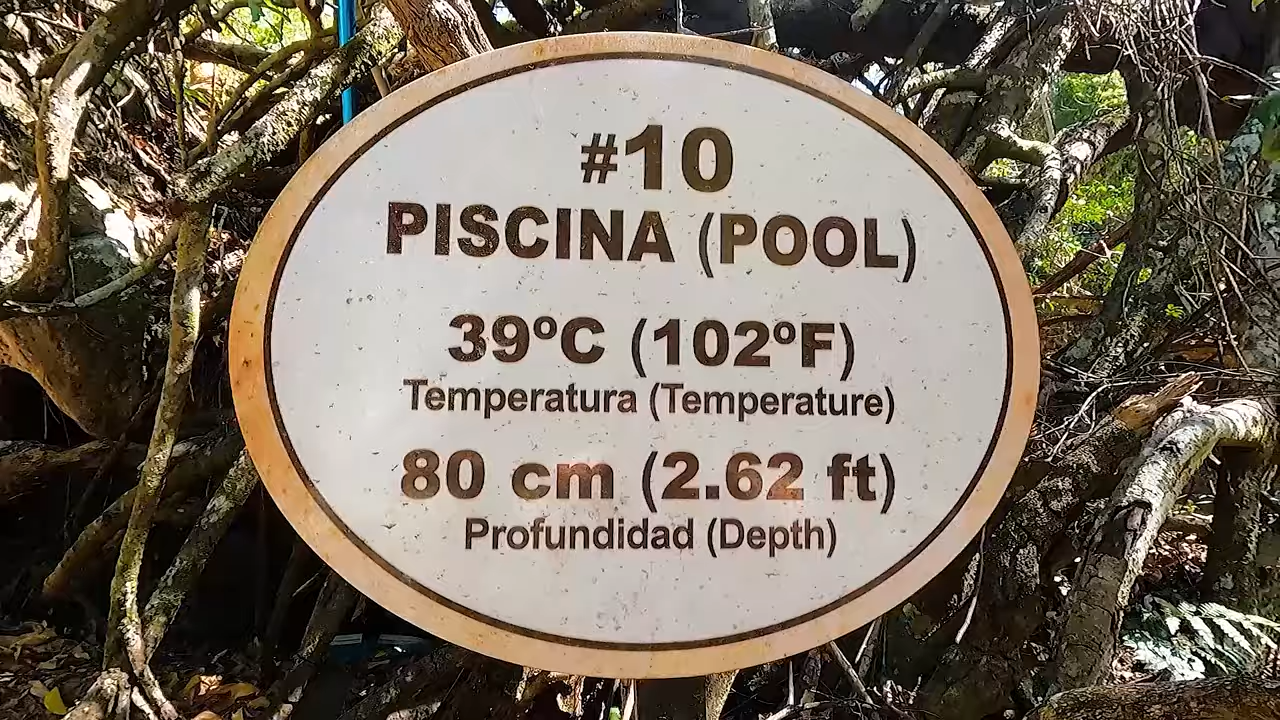 #10
PISCINA (POOL)
39ºC (102ºF)
Temperatura (Temperature)
80 cm (2.62 ft)
Profundidad (Depth)